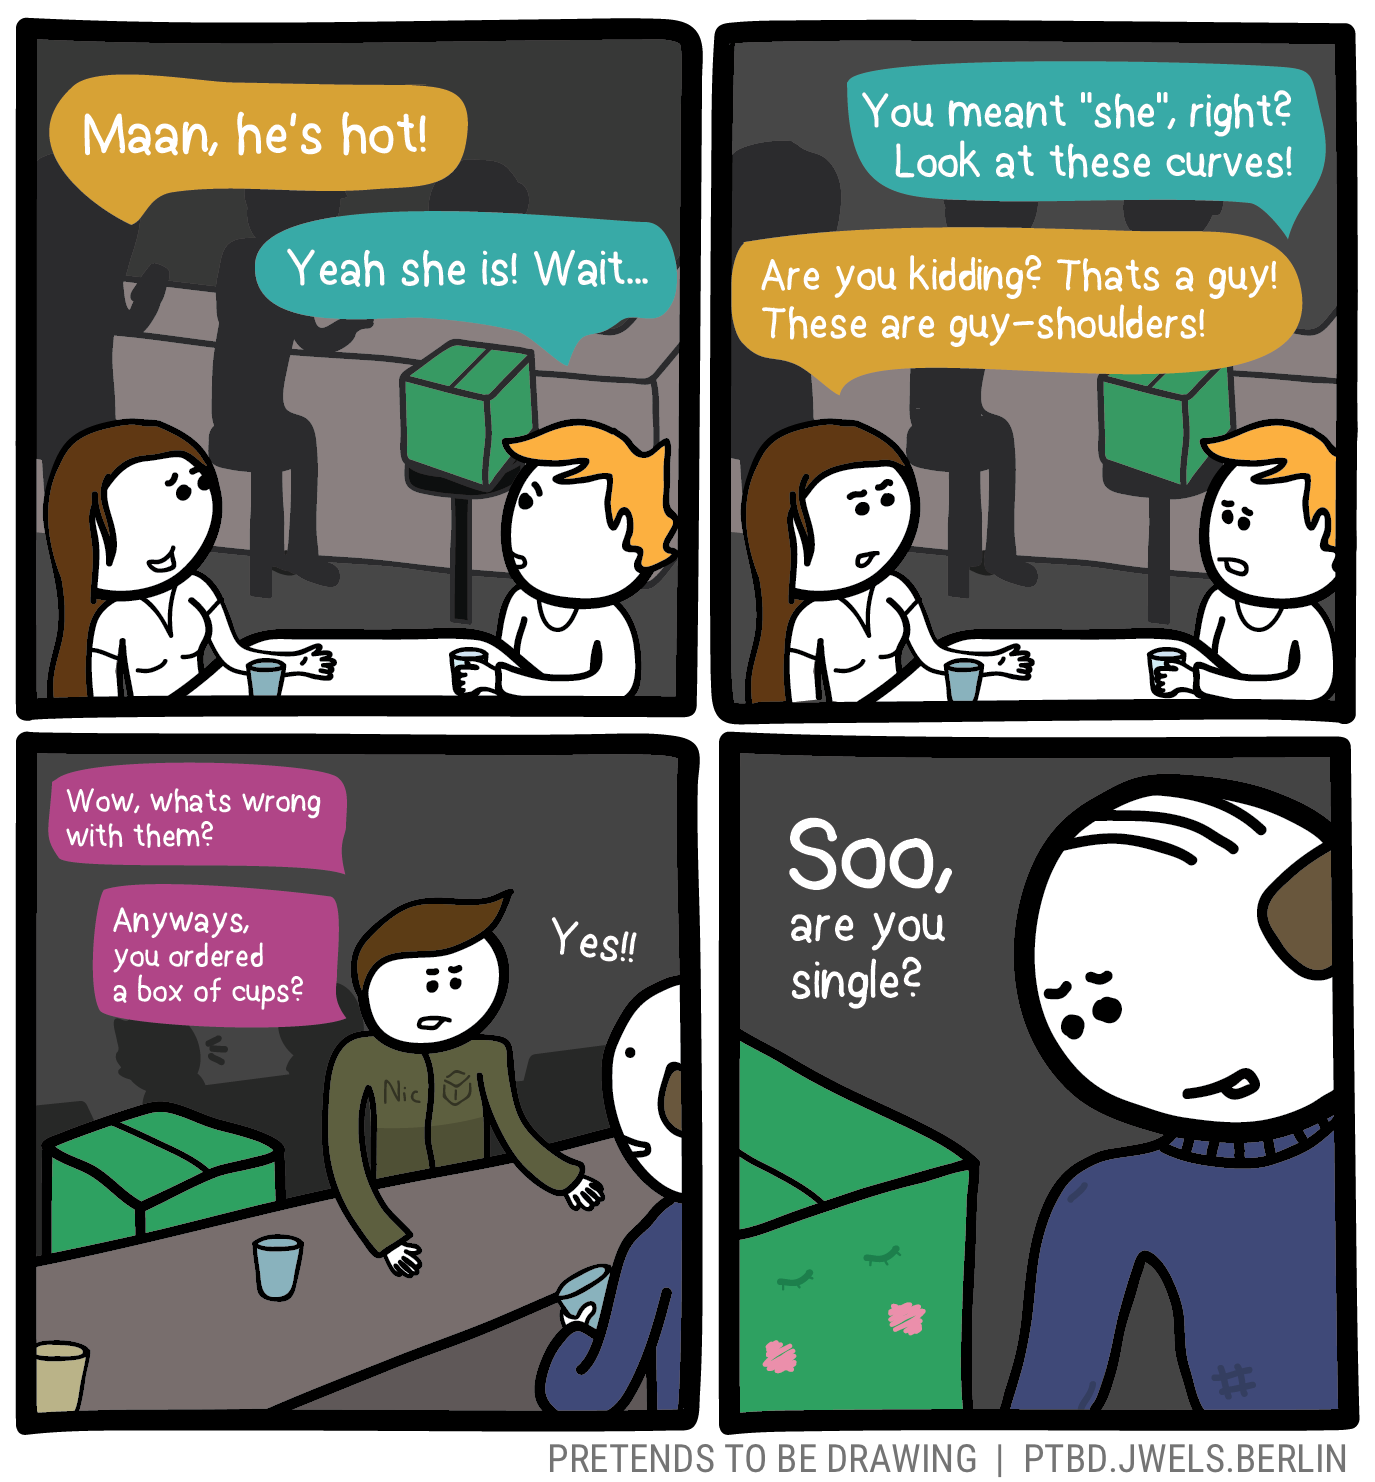 Maan, he's hot!
Yeah she is! Wait...
You meant "she", right?
Look at these curves!
Are you kidding? Thats a guy!
These are guy-shoulders!
Wow, whats wrong
with them?
Anyways,
you ordered
a box of cups?
Yes!!
Nic
Soo,
are you
single?
PRETENDS TO BE DRAWING | PTBD.JWELS.BERLIN